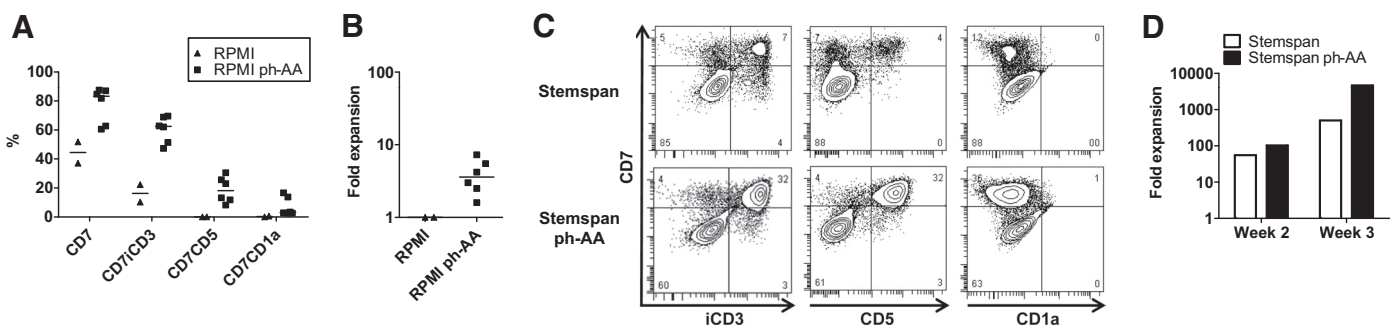 A
RPMI
RPMI ph-AA
100
80
60
40
20
0
%
CD7
CD7iCD3
CD7CD5
CD7CD1a
B
100
10
1
Fold expansion
RPMI
RPMI ph-AA
C
Stemspan
5 7
85 4
7 4
88 0
12 0
88 00
Stemspan
ph-AA
4 32
60 3
4 32
61 3
36 1
63 0
CD7
iCD3
CD5
CD1a
D
Stemspan
Stemspan ph-AA
10000
1000
100
10
1
Fold expansion
Week 2
Week 3